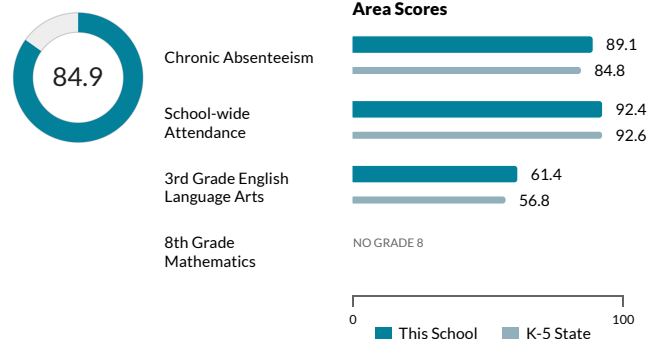 Area Scores
84.9
Chronic Absenteeism
89.1
84.8
School-wide
Attendance
92.4
92.6
3rd Grade English
Language Arts
61.4
56.8
8th Grade
Mathematics
NO GRADE 8
0
100
This School
K-5 State